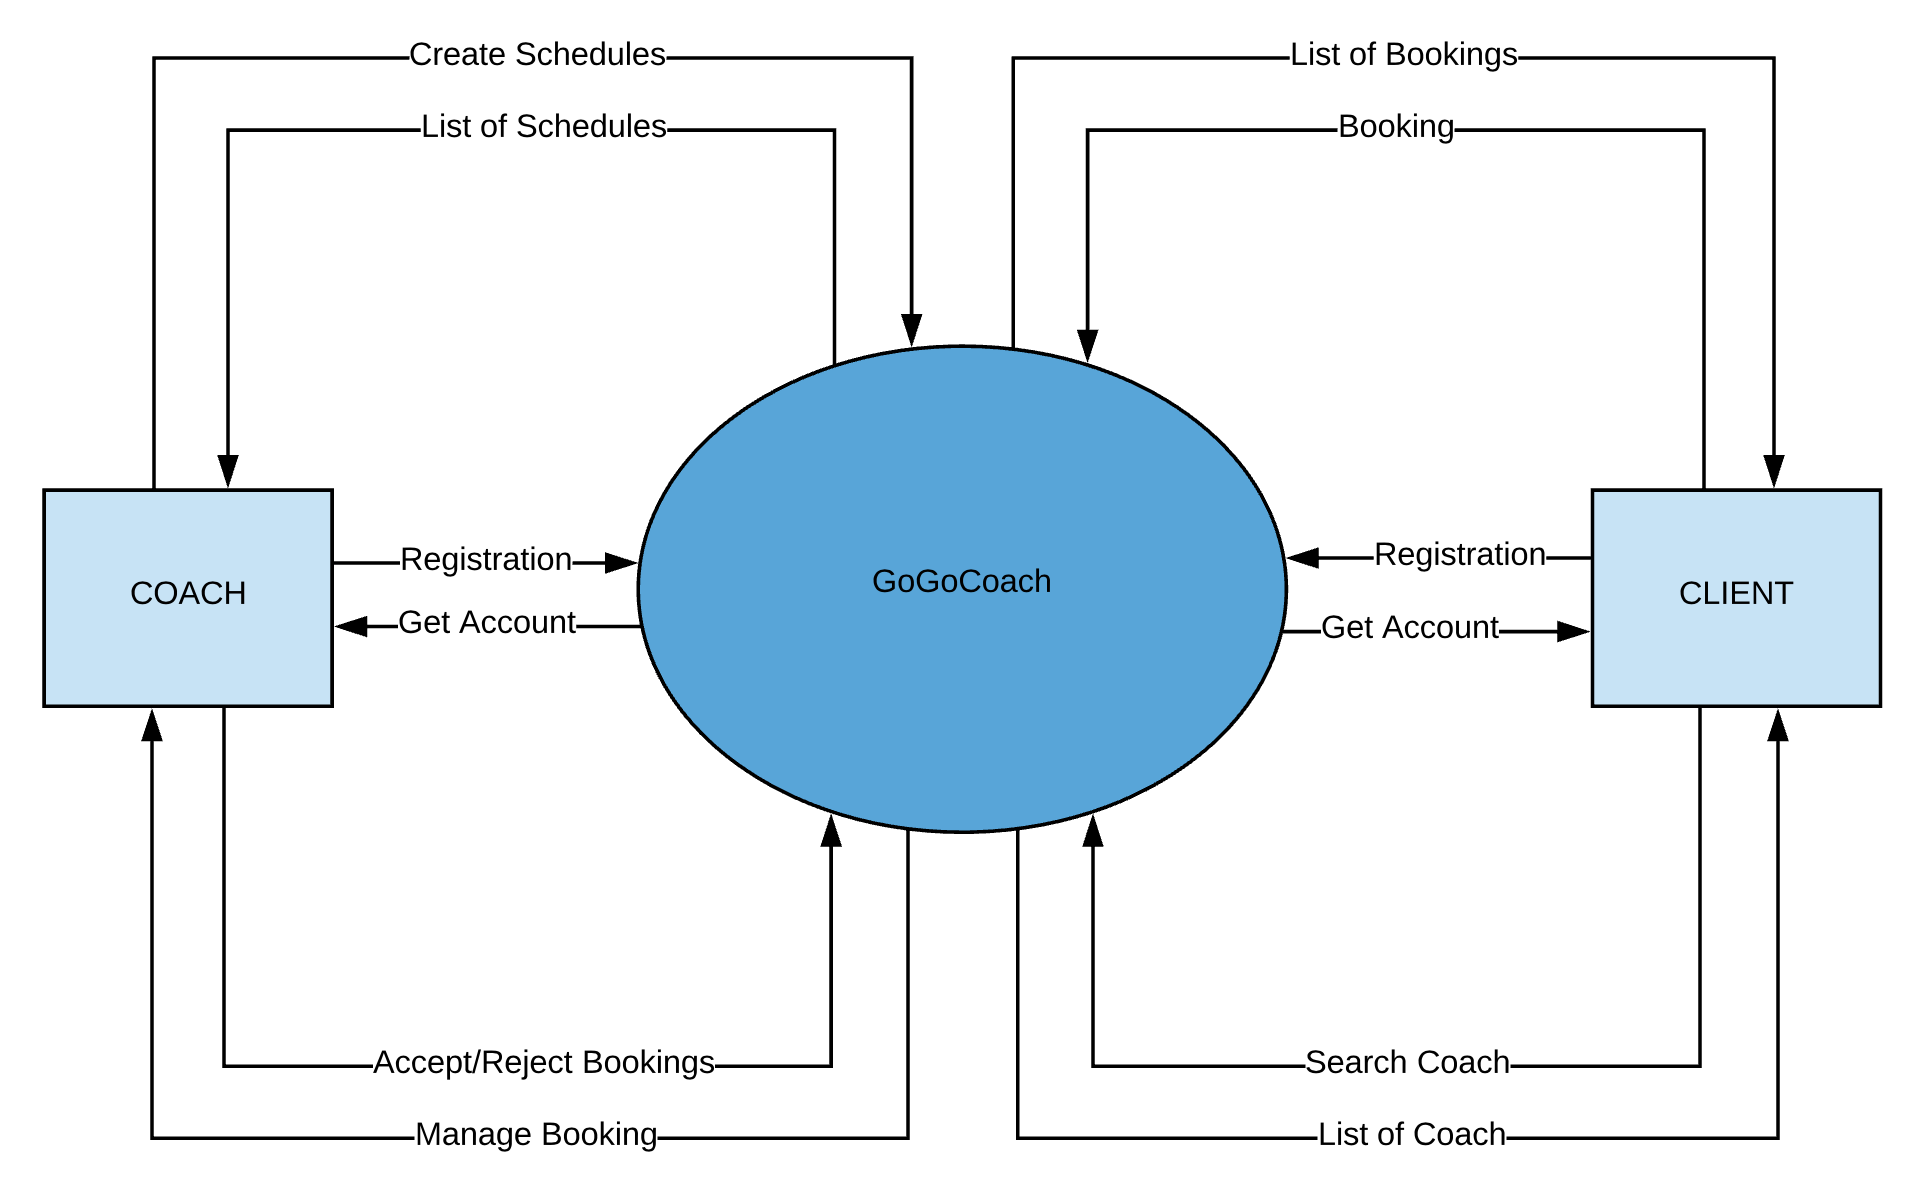 Create Schedules
List of Bookings
List of Schedules
Booking
Registration
Registration
COACH
GoGoCoach
CLIENT
Get Account
Get Account
Accept/Reject Bookings
Search Coach
Manage Booking
List of Coach